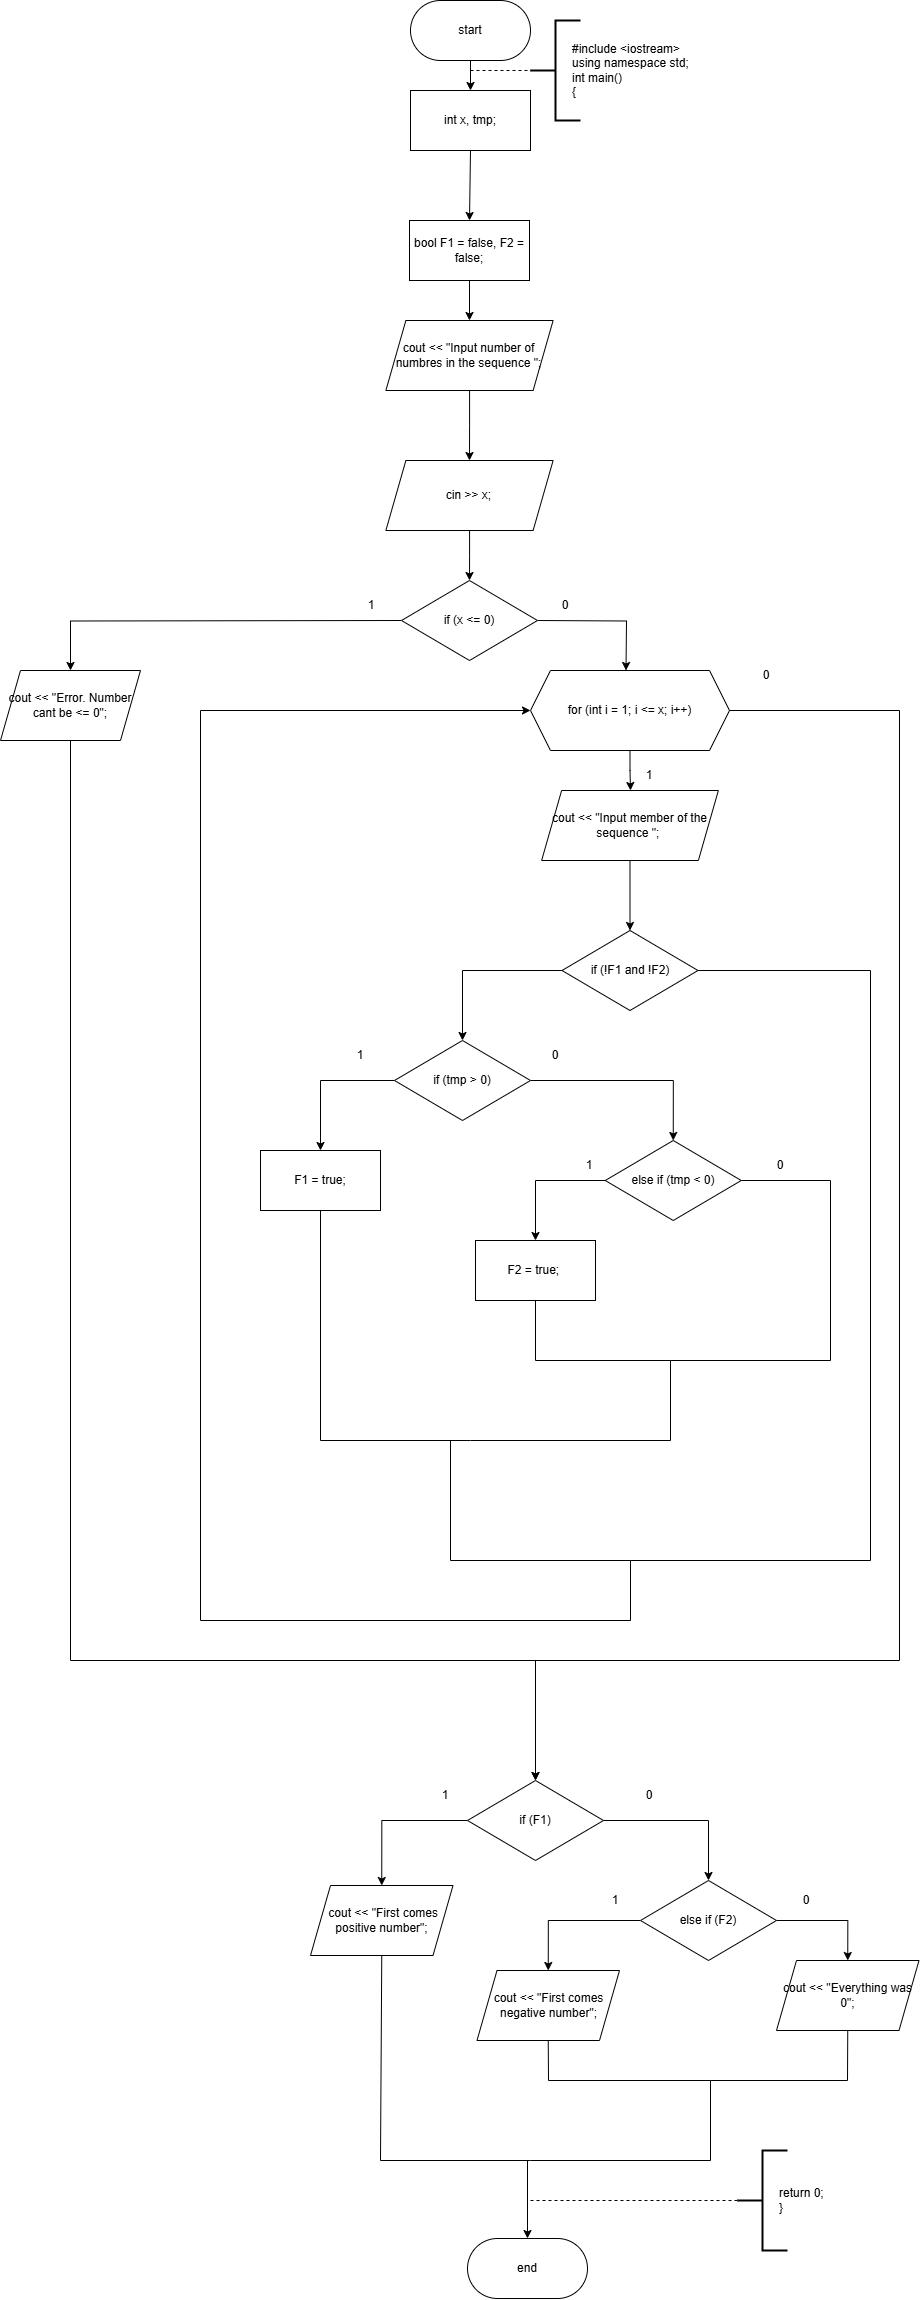 start
#include <iostream>
using namespace std;
int main()
{
int x, tmp;
bool F1 = false, F2 =
false;
cout << "Input number of
numbres in the sequence ";
cin >> x;
1
if (x <= 0)
0
cout << "Error. Number
cant be <= 0";
for (int i = 1; i <= x; i++)
0
1
cout << "Input member of the
sequence ";
if (!F1 and !F2)
1
if (tmp > 0)
0
F1 = true;
1
else if (tmp < 0)
0
F2 = true;
1
if (F1)
0
cout << "First comes
positive number";
1
else if (F2)
0
cout << "First comes
negative number";
cout << "Everything was
0";
return 0;
}
end